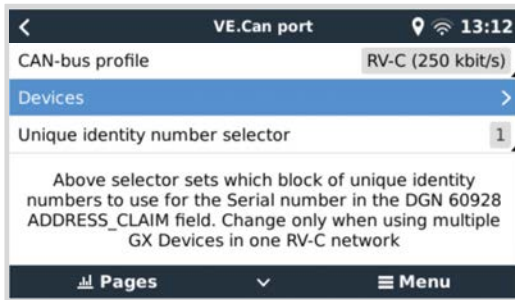 VE.Can port
13:12
CAN-bus profile
RV-C (250 kbit/s)
Devices
Unique identity number selector
1
Above selector sets which block of unique identity
numbers to use for the Serial number in the DGN 60928
ADDRESS_CLAIM field. Change only when using multiple
GX Devices in one RV-C network
Pages
Menu